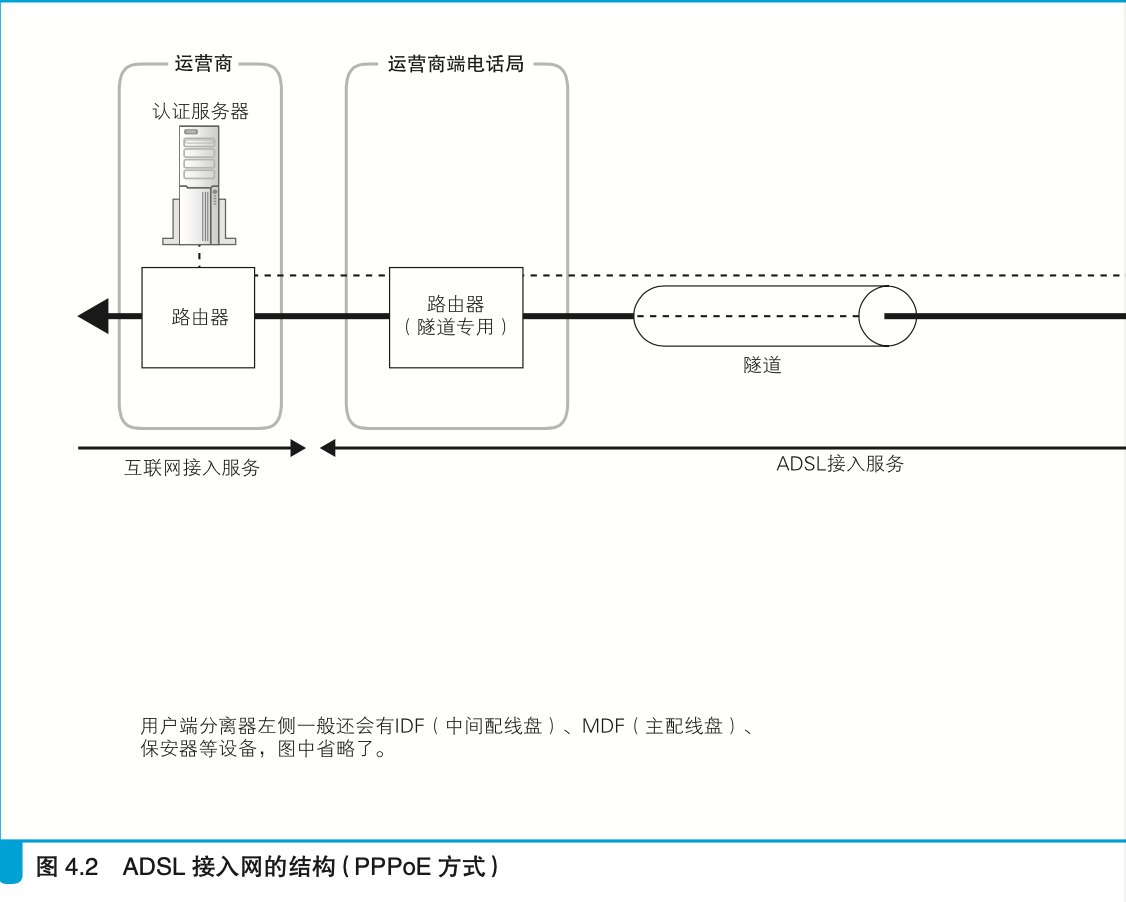 运营商
运营商端电话局
认证服务器
路由器
路由器
（隧道专用）
隧道
互联网接入服务
ADSL接入服务
用户端分离器左侧一般还会有IDF（中间配线盘）、MDF（主配线盘）、
保安器等设备，图中省略了。
图 4.2 ADSL 接入网的结构（PPPoE 方式）